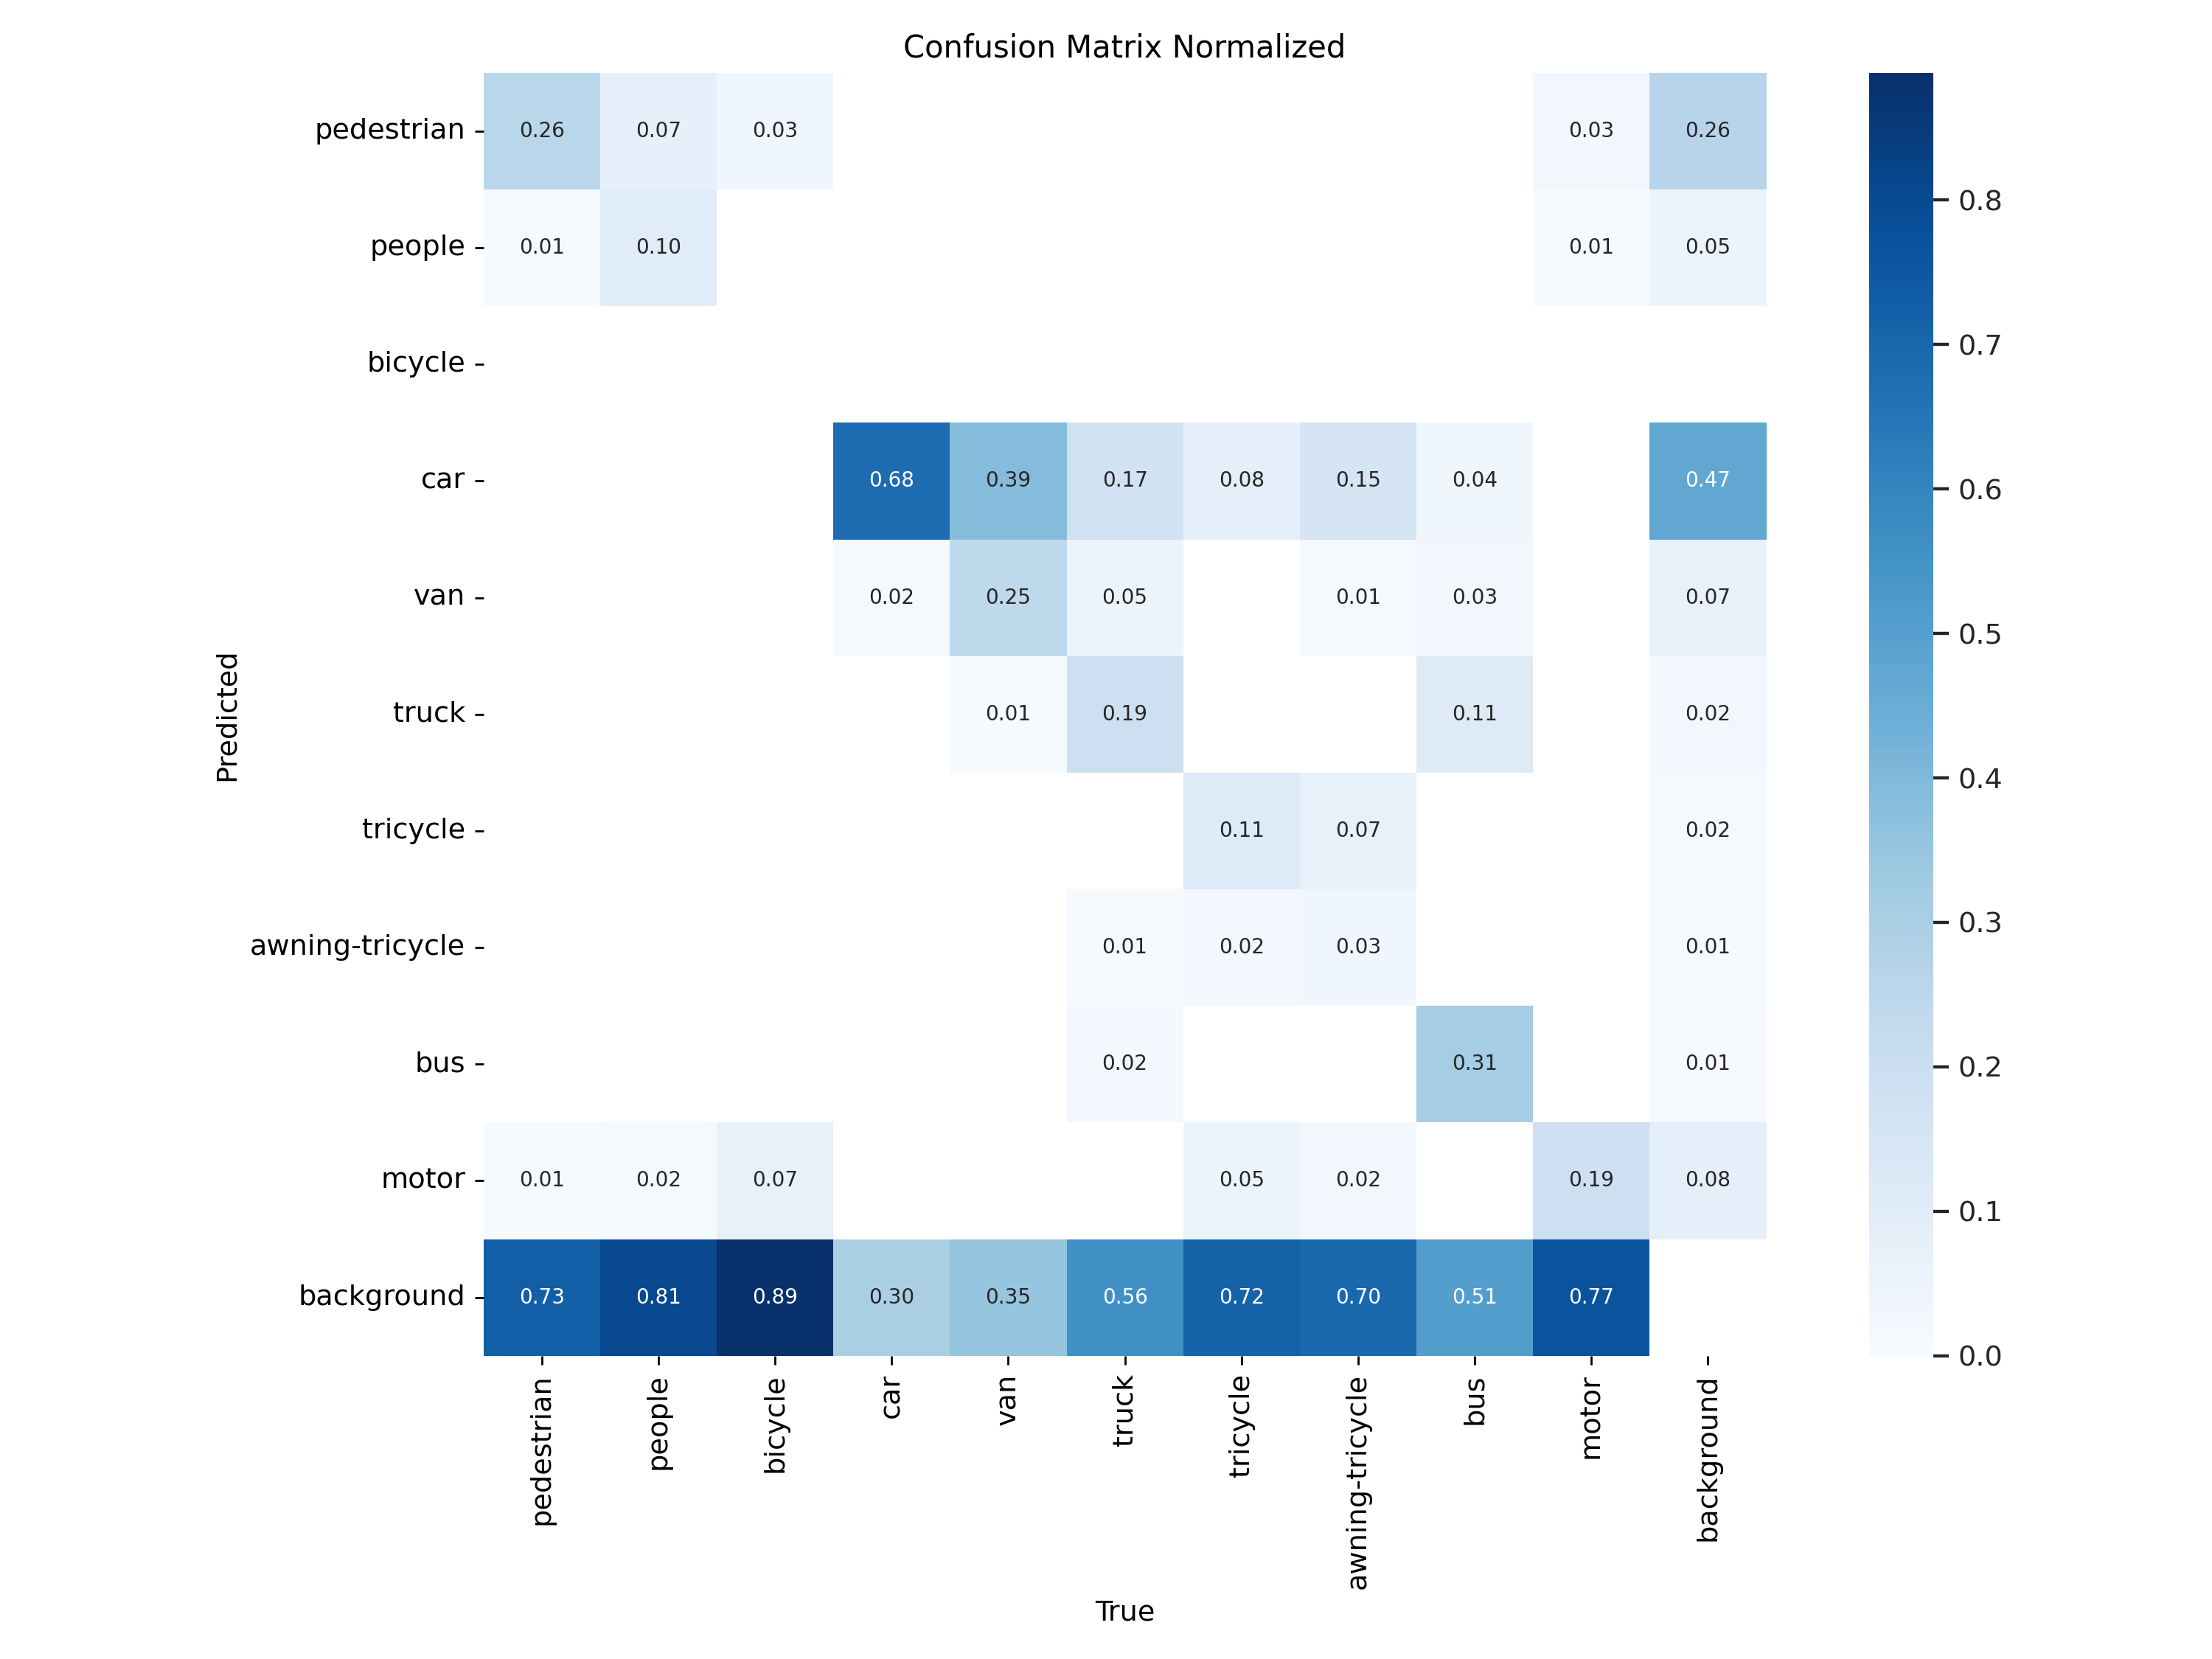 Confusion Matrix Normalized
pedestrian 0.26 0.07 0.03 0.03 0.26
people 0.01 0.10 0.01 0.05
bicycle
car 0.68 0.39 0.17 0.08 0.15 0.04 0.47
van 0.02 0.25 0.05 0.01 0.03 0.07
truck 0.01 0.19 0.11 0.02
tricycle 0.11 0.07 0.02
awning-tricycle 0.01 0.02 0.03 0.01
bus 0.02 0.31 0.01
motor 0.01 0.02 0.07 0.05 0.02 0.19 0.08
background 0.73 0.81 0.89 0.30 0.35 0.56 0.72 0.70 0.51 0.77
Predicted
pedestrian
people
bicycle
car
van
truck
tricycle
awning-tricycle
bus
motor
background
True
0.8
0.7
0.6
0.5
0.4
0.3
0.2
0.1
0.0